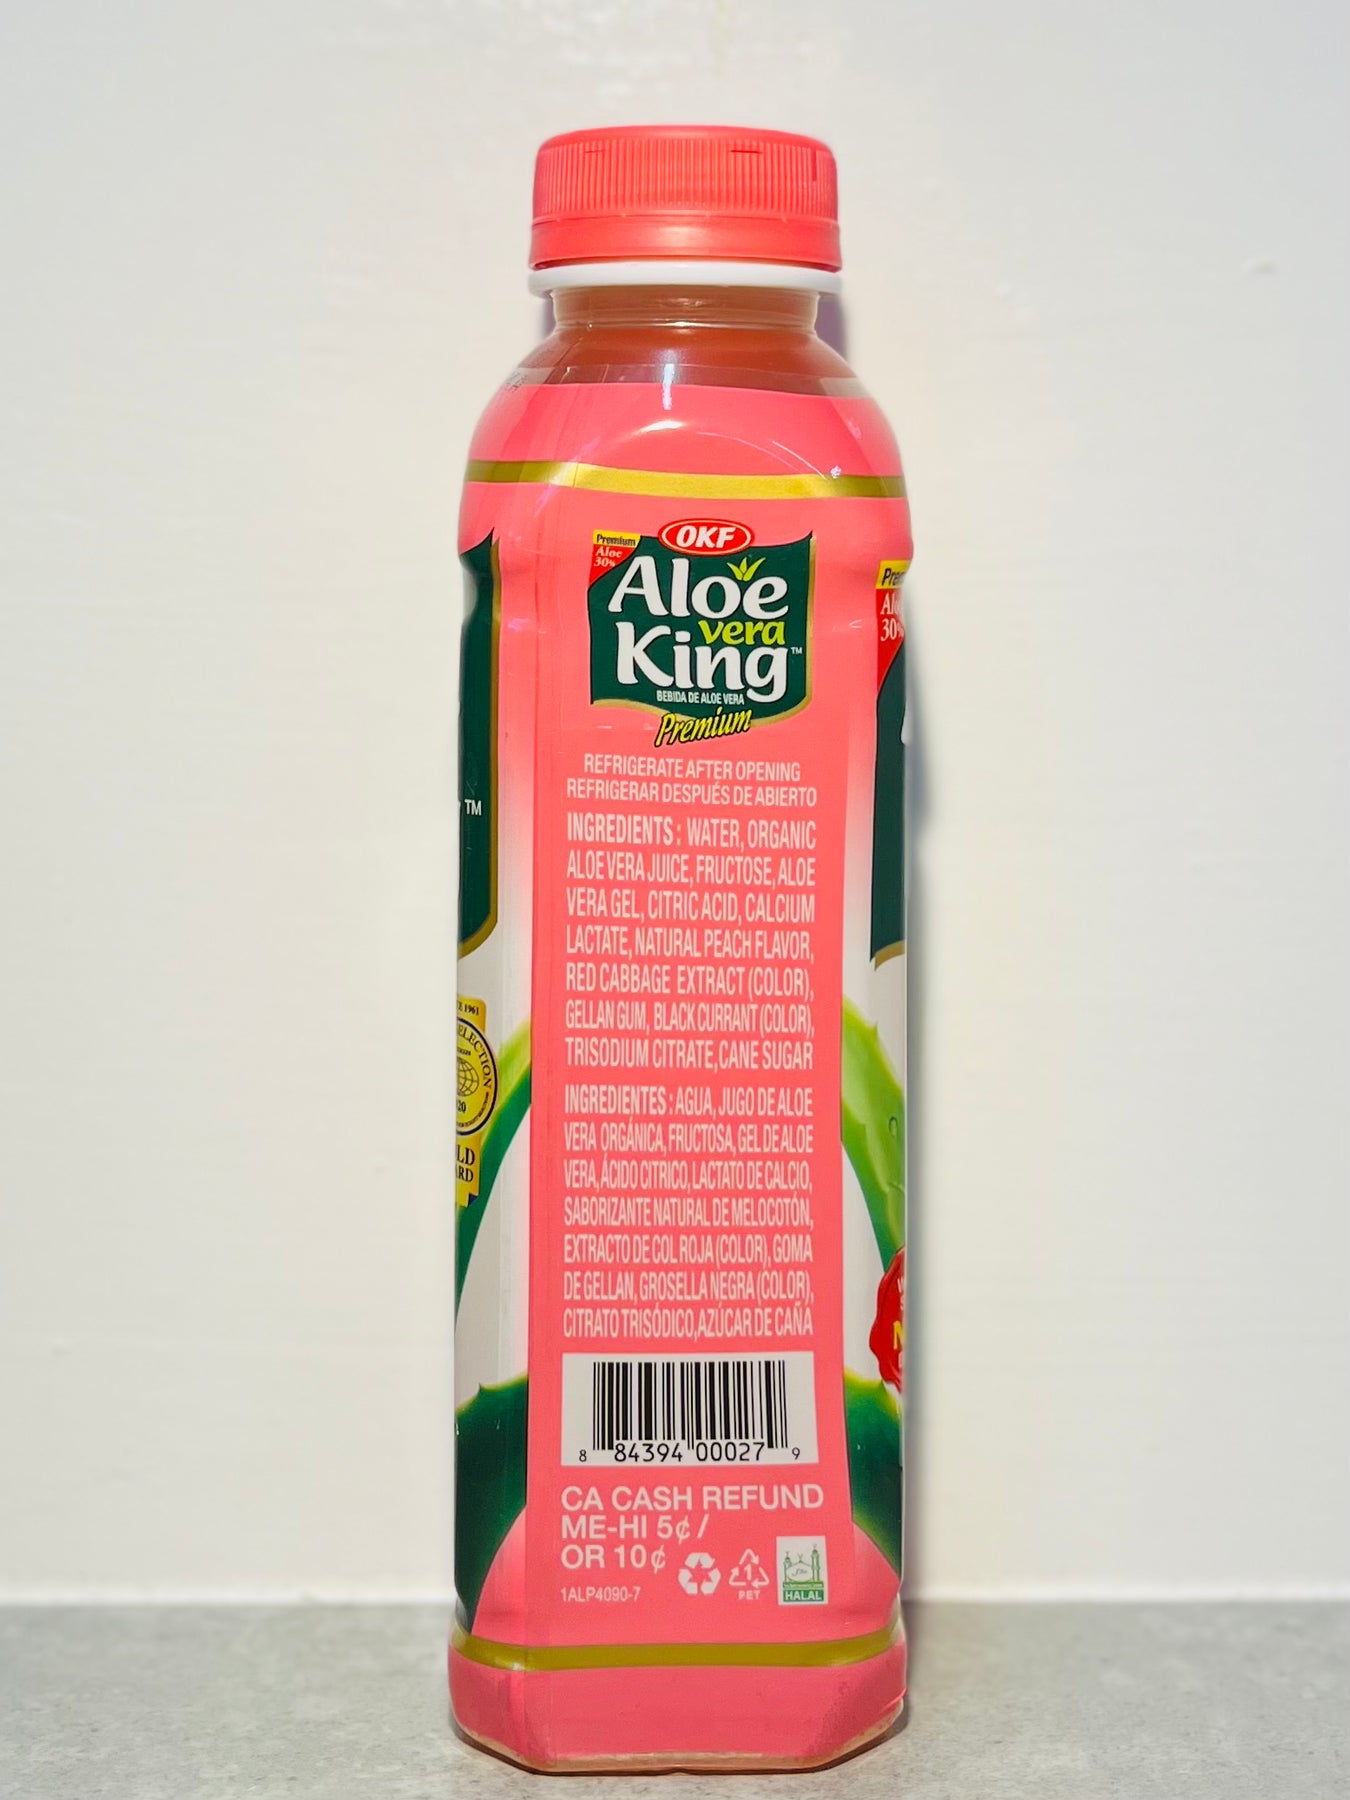 OKF
Premium
Aloe
30%
Aloe
vera
King™
BEBIDA DE ALOE VERA
Premium
REFRIGERATE AFTER OPENING
REFRIGERAR DESPUÉS DE ABIERTO
INGREDIENTS : WATER, ORGANIC
ALOE VERA JUICE, FRUCTOSE, ALOE
VERA GEL, CITRIC ACID, CALCIUM
LACTATE, NATURAL PEACH FLAVOR,
RED CABBAGE EXTRACT (COLOR),
GELLAN GUM, BLACK CURRANT (COLOR),
TRISODIUM CITRATE, CANE SUGAR
INGREDIENTES : AGUA, JUGO DE ALOE
VERA ORGÁNICA, FRUCTOSA, GEL DE ALOE
VERA, ÁCIDO CITRICO, LACTATO DE CALCIO,
SABORIZANTE NATURAL DE MELOCOTÓN,
EXTRACTO DE COL ROJA (COLOR), GOMA
DE GELLAN, GROSELLA NEGRA (COLOR),
CITRATO TRISÓDICO, AZÚCAR DE CAÑA
8 84394 00027 9
CA CASH REFUND
ME-HI 5¢ /
OR 10¢
1
PET
HALAL
1ALP4090-7
TM
1961
30%